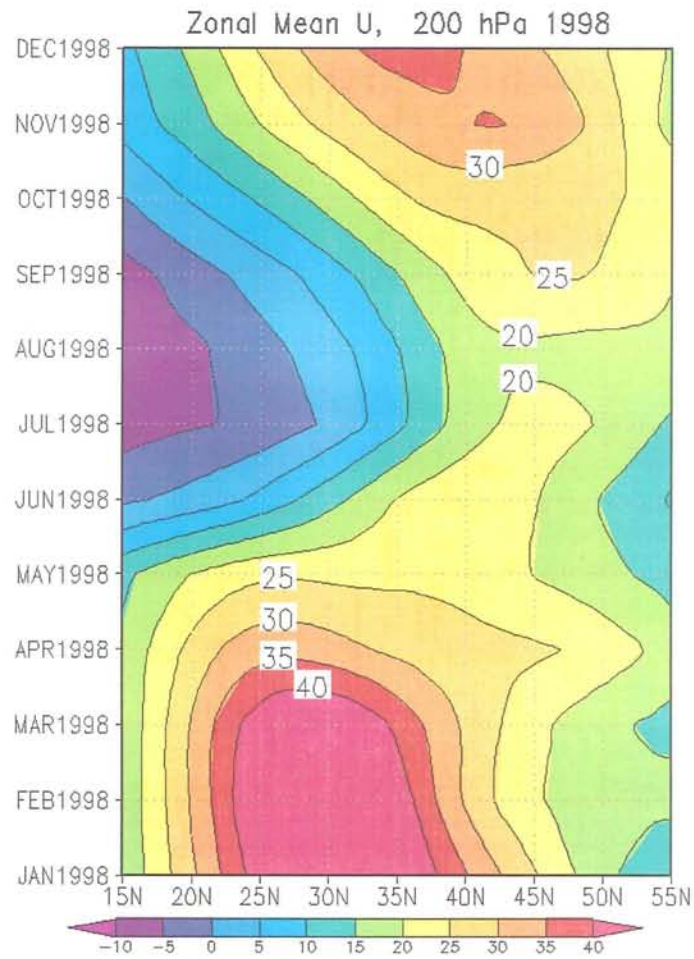 Zonal Mean U, 200 hPa 1998
DEC1998
NOV1998
30
OCT1998
SEP1998
25
20
AUG1998
20
JUL1998
JUN1998
MAY1998
25
30
APR1998
35
40
MAR1998
FEB1998
JAN1998
15N 20N 25N 30N 35N 40N 45N 50N 55N
-10 -5 0 5 10 15 20 25 30 35 40